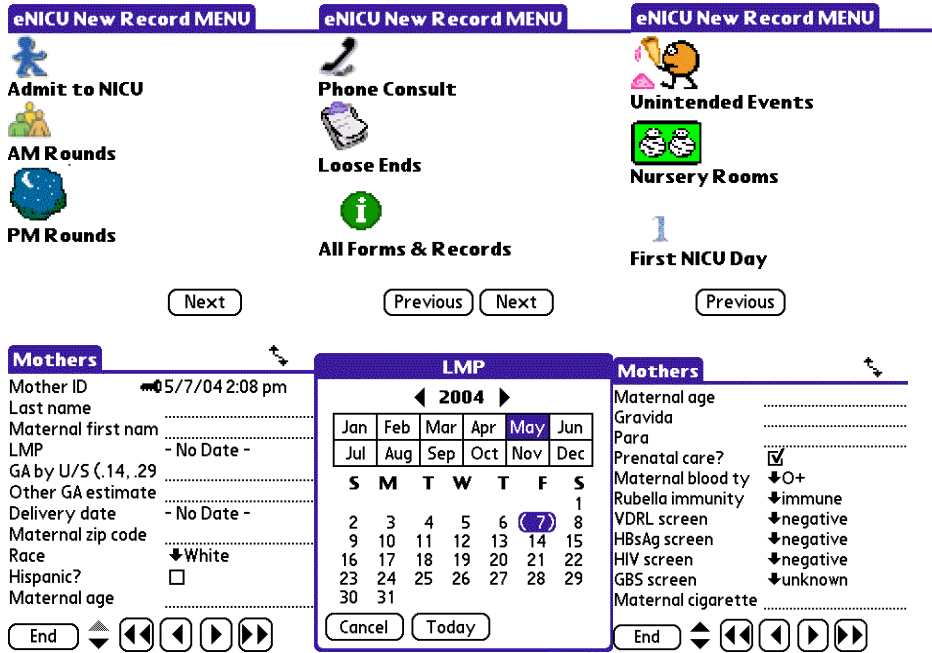 eNICU New Record MENU
Admit to NICU
AM Rounds
PM Rounds
Next
eNICU New Record MENU
Phone Consult
Loose Ends
i
All Forms & Records
Previous
Next
eNICU New Record MENU
Unintended Events
Nursery Rooms
1
First NICU Day
Previous
Mothers
Mother ID 5/7/04 2:08 pm
Last name
Maternal first nam
LMP - No Date -
GA by U/S (.14, .29
Other GA estimate
Delivery date - No Date -
Maternal zip code
Race White
Hispanic?
Maternal age
End
LMP
2004
Jan Feb Mar Apr May Jun
Jul Aug Sep Oct Nov Dec
S M T W T F S
1
2 3 4 5 6 7 8
9 10 11 12 13 14 15
16 17 18 19 20 21 22
23 24 25 26 27 28 29
30 31
Cancel
Today
Mothers
Maternal age
Gravida
Para
Prenatal care?
Maternal blood ty O+
Rubella immunity immune
VDRL screen negative
HBsAg screen negative
HIV screen negative
GBS screen unknown
Maternal cigarette
End